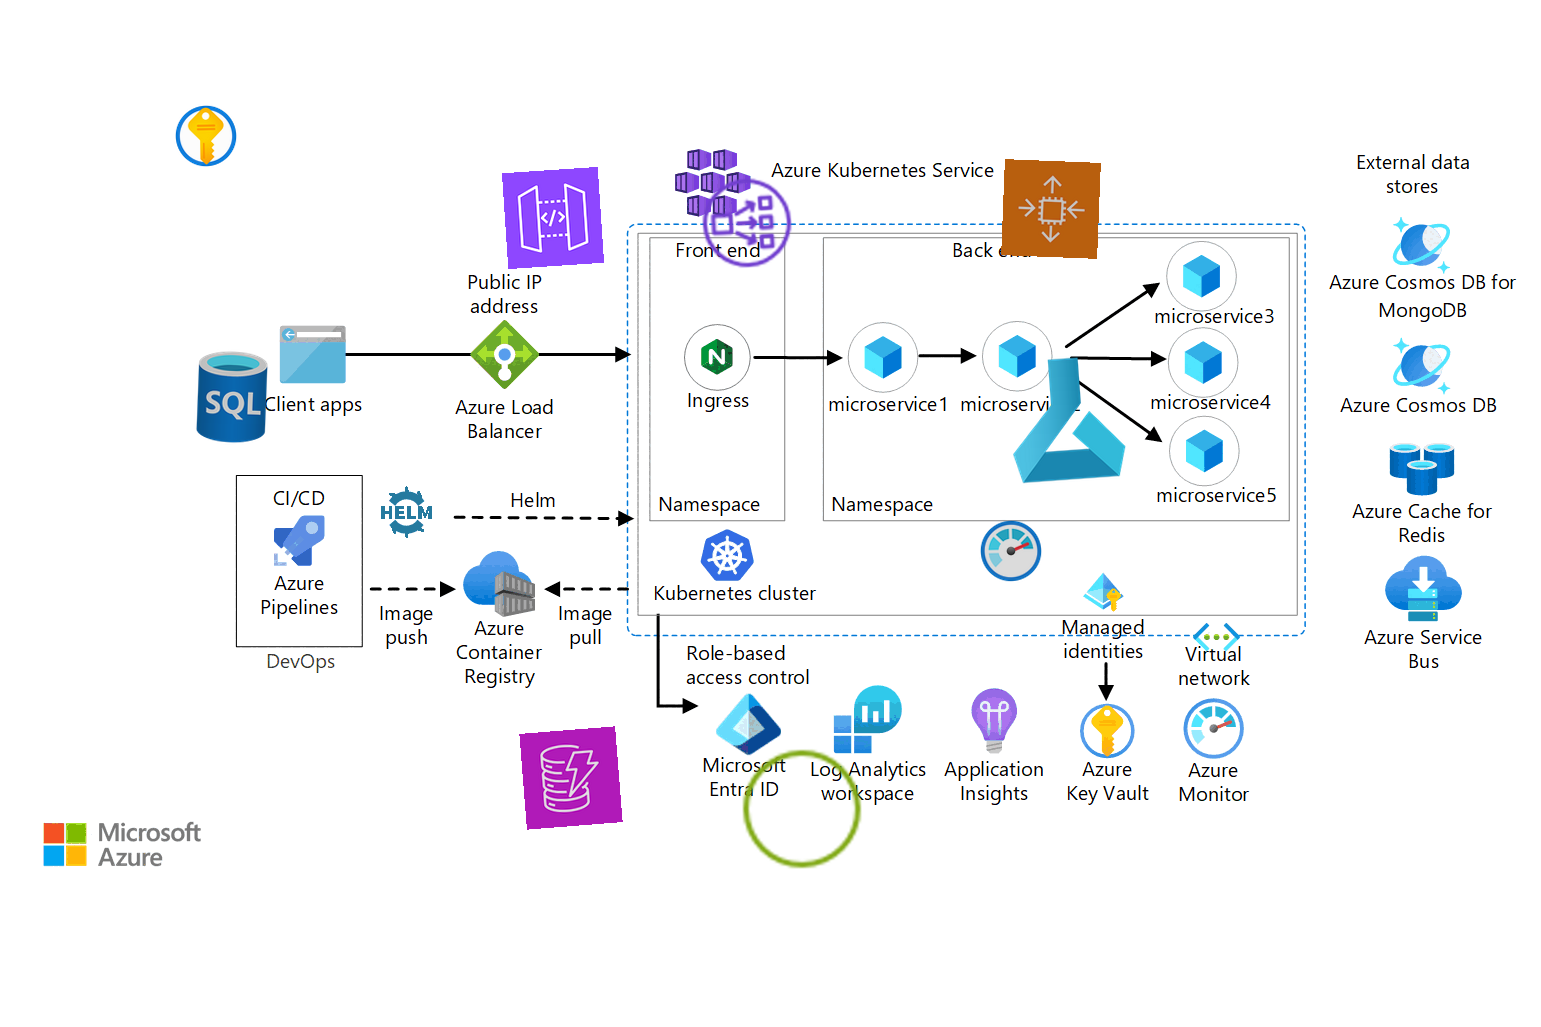 Azure Kubernetes Service
External data
stores
Front end
Back
Public IP
address
Azure Cosmos DB for
MongoDB
microservice3
Ingress
microservice1
microservice4
Client apps
SQL
Azure Load
Balancer
Azure Cosmos DB
microservice5
CI/CD
HELM
Helm
Namespace
Namespace
Azure Cache for
Redis
Azure
Pipelines
Kubernetes cluster
Image
push
Image
pull
Azure
Container
Registry
DevOps
Managed
identities
Virtual
network
Azure Service
Bus
Role-based
access control
Microsoft
Entra ID
Log Analytics
workspace
Application
Insights
Azure
Key Vault
Azure
Monitor
Microsoft
Azure